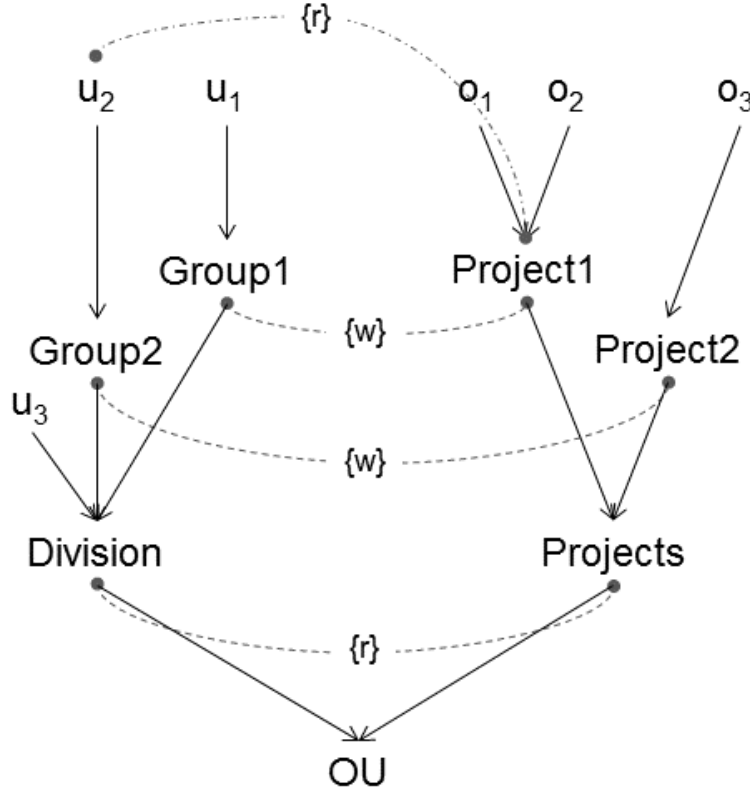 {r}
u₂ u₁ o₁ o₂ o₃
Group1 Project1
{w}
Group2 Project2
u₃
{w}
Division Projects
{r}
OU